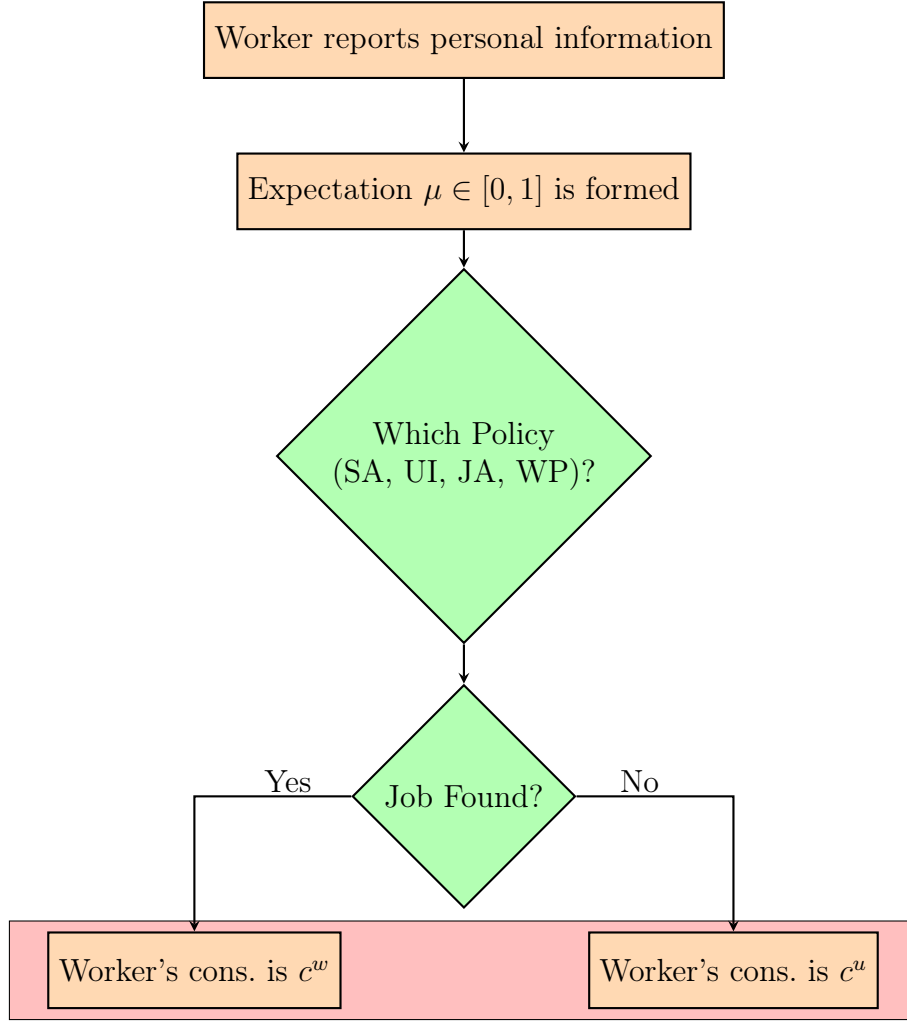 Worker reports personal information
Expectation μ ∈ [0, 1] is formed
Which Policy
(SA, UI, JA, WP)?
Job Found?
Yes
No
Worker's cons. is c^w
Worker's cons. is c^u